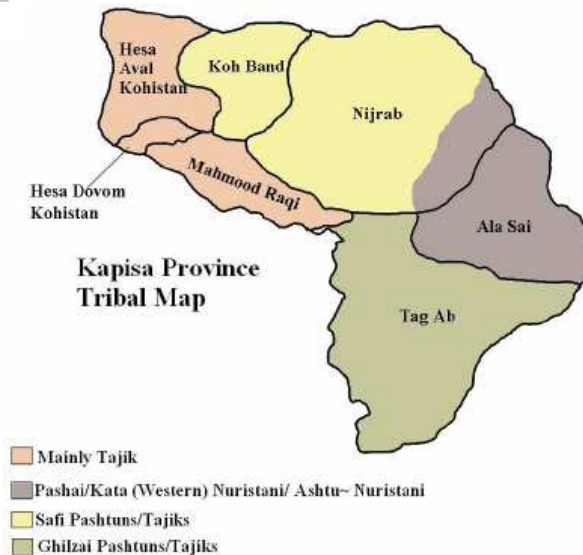 Hesa
Aval
Kohistan
Koh Band
Nijrab
Hesa Dovom
Kohistan
Mahmood Raqi
Ala Sai
Kapisa Province
Tribal Map
Tag Ab
Mainly Tajik
Pashai/Kata (Western) Nuristani/ Ashtu~ Nuristani
Safi Pashtuns/Tajiks
Ghilzai Pashtuns/Tajiks